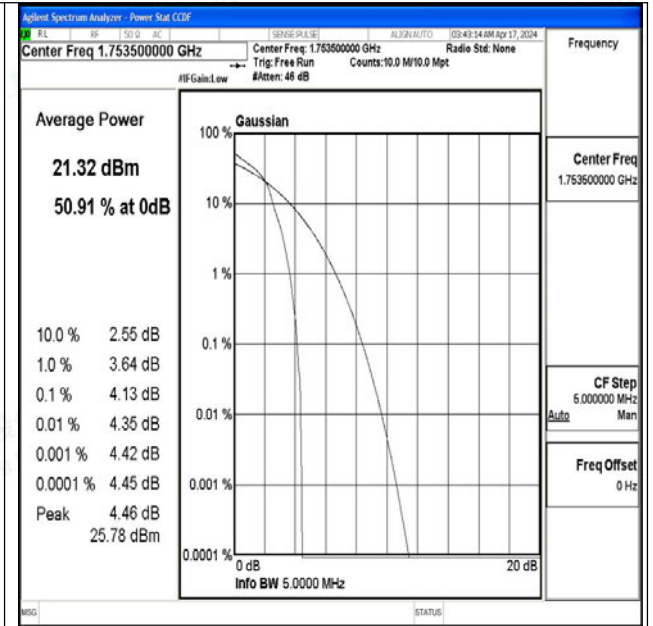 Agilent Spectrum Analyzer - Power Stat CCDF
RL RF 50 Ω AC SENSE:PULSE ALIGN AUTO 03:43:14 AM Apr 17, 2024
Center Freq 1.753500000 GHz
Center Freq: 1.753500000 GHz Radio Std: None
Trig: Free Run Counts:10.0 M/10.0 Mpt
#IFGain:Low #Atten: 46 dB
Frequency
Average Power
21.32 dBm
50.91 % at 0dB
10.0 % 2.55 dB
1.0 % 3.64 dB
0.1 % 4.13 dB
0.01 % 4.35 dB
0.001 % 4.42 dB
0.0001 % 4.45 dB
Peak 4.46 dB
25.78 dBm
Gaussian
100 %
10 %
1 %
0.1 %
0.01 %
0.001 %
0.0001 %
0 dB 20 dB
Info BW 5.0000 MHz
Center Freq
1.753500000 GHz
CF Step
5.000000 MHz
Auto Man
Freq Offset
0 Hz
MSG STATUS